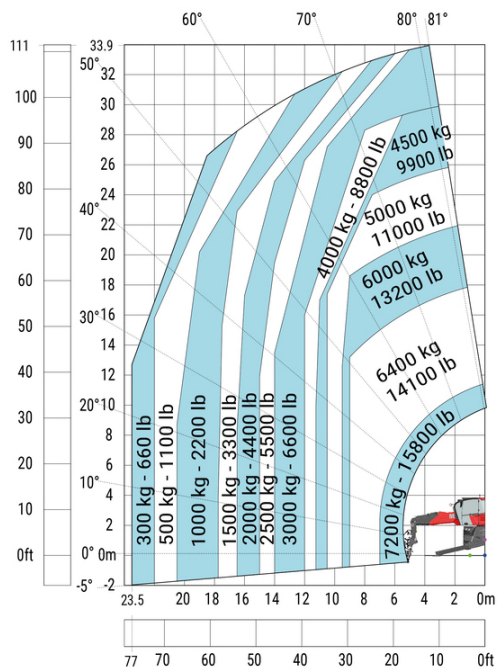 60° 70° 80° 81°
111 33.9
50°
32
100 30
90 28
26
80 24
40° 22
70 20
60 18
16
50 30°
14
40 12
30 20° 10
8
20 6
10° 4
10 2
0ft 0° 0m
-5° -2
4500 kg
9900 lb
5000 kg
11000 lb
6000 kg
13200 lb
6400 kg
14100 lb
7200 kg - 15800 lb
4000 kg - 8800 lb
300 kg - 660 lb
500 kg - 1100 lb
1000 kg - 2200 lb
1500 kg - 3300 lb
2000 kg - 4400 lb
2500 kg - 5500 lb
3000 kg - 6600 lb
23.5 20 18 16 14 12 10 8 6 4 2 0m
77 70 60 50 40 30 20 10 0ft